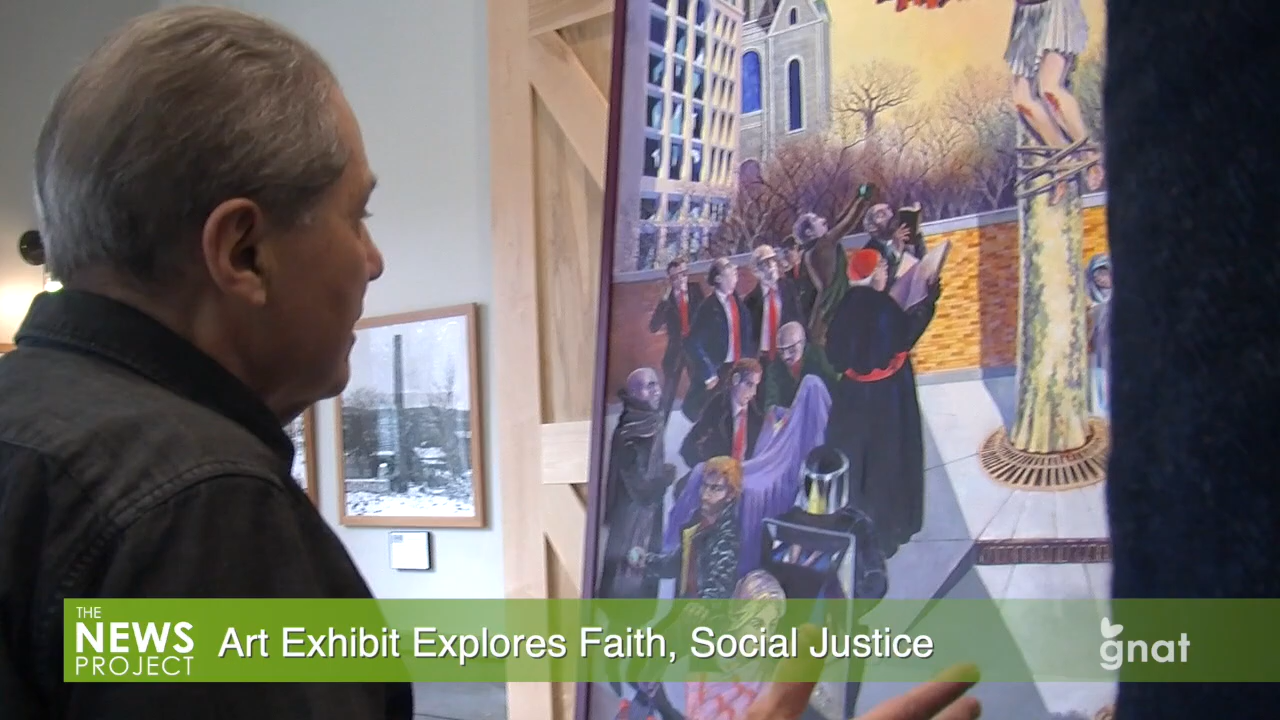 THE
NEWS
PROJECT
Art Exhibit Explores Faith, Social Justice
gnat